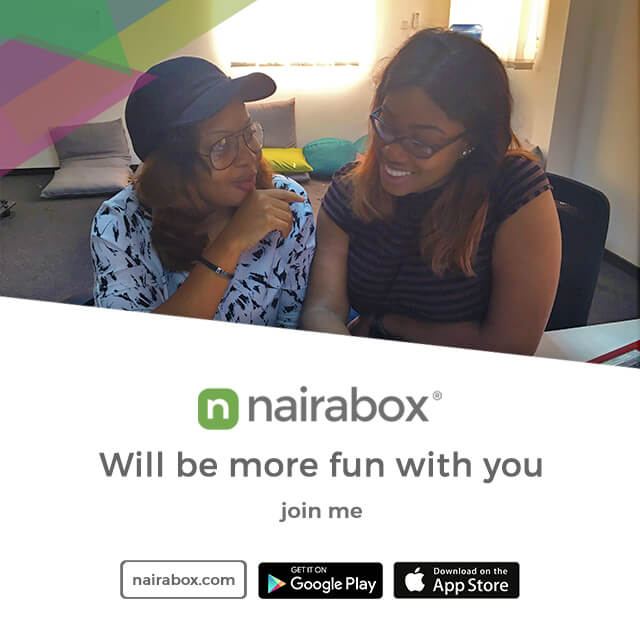 n nairabox®
Will be more fun with you
join me
nairabox.com
GET IT ON
Google Play
Download on the
App Store